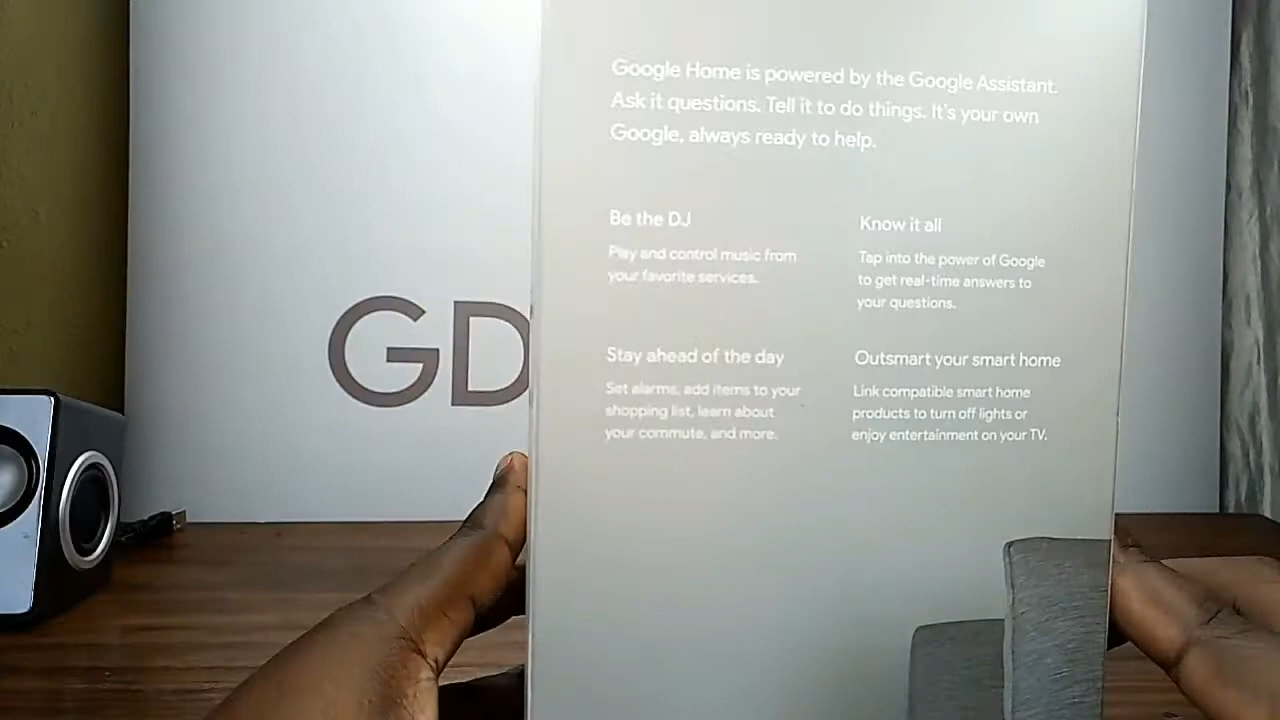 Google Home is powered by the Google Assistant.
Ask it questions. Tell it to do things. It's your own
Google, always ready to help.
Be the DJ
Play and control music from
your favorite services.
Know it all
Tap into the power of Google
to get real-time answers to
your questions.
Stay ahead of the day
Set alarms, add items to your
shopping list, learn about
your commute, and more.
Outsmart your smart home
Link compatible smart home
products to turn off lights or
enjoy entertainment on your TV.
GD